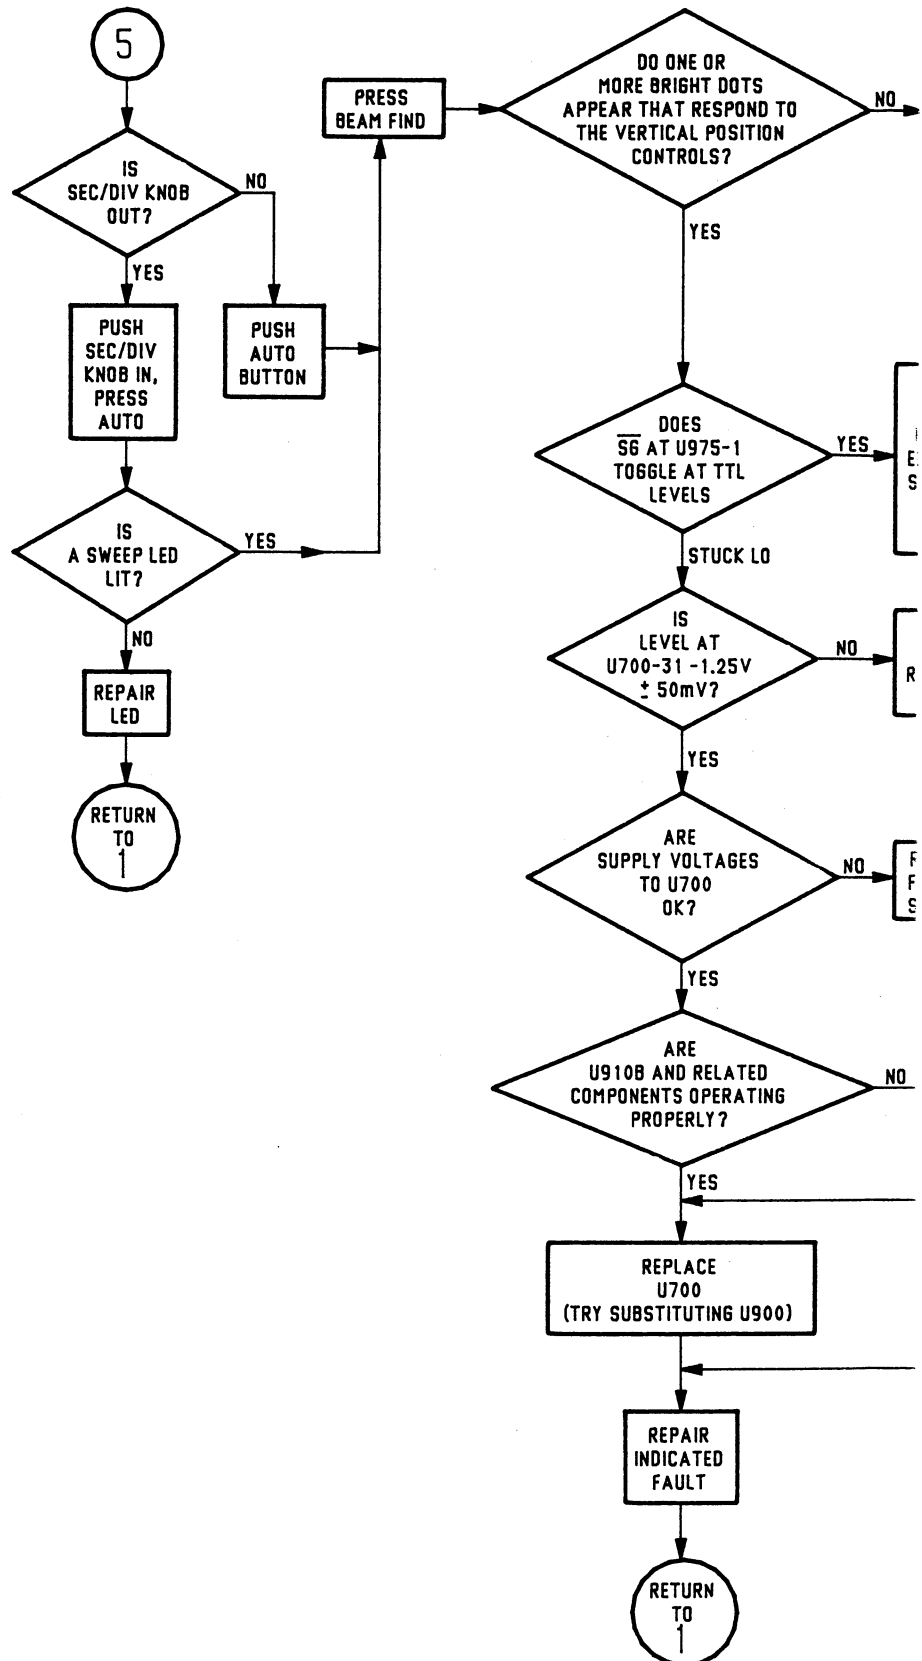 5
IS
SEC/DIV KNOB
OUT?
NO
YES
PUSH
SEC/DIV
KNOB IN,
PRESS
AUTO
PUSH
AUTO
BUTTON
IS
A SWEEP LED
LIT?
YES
NO
REPAIR
LED
RETURN
TO
1
PRESS
BEAM FIND
DO ONE OR
MORE BRIGHT DOTS
APPEAR THAT RESPOND TO
THE VERTICAL POSITION
CONTROLS?
NO
YES
DOES
S̅G̅ AT U975-1
TOGGLE AT TTL
LEVELS
YES
STUCK LO
IS
LEVEL AT
U700-31 -1.25V
± 50mV?
NO
R
YES
ARE
SUPPLY VOLTAGES
TO U700
OK?
NO
YES
ARE
U910B AND RELATED
COMPONENTS OPERATING
PROPERLY?
NO
YES
REPLACE
U700
(TRY SUBSTITUTING U900)
REPAIR
INDICATED
FAULT
RETURN
TO
1